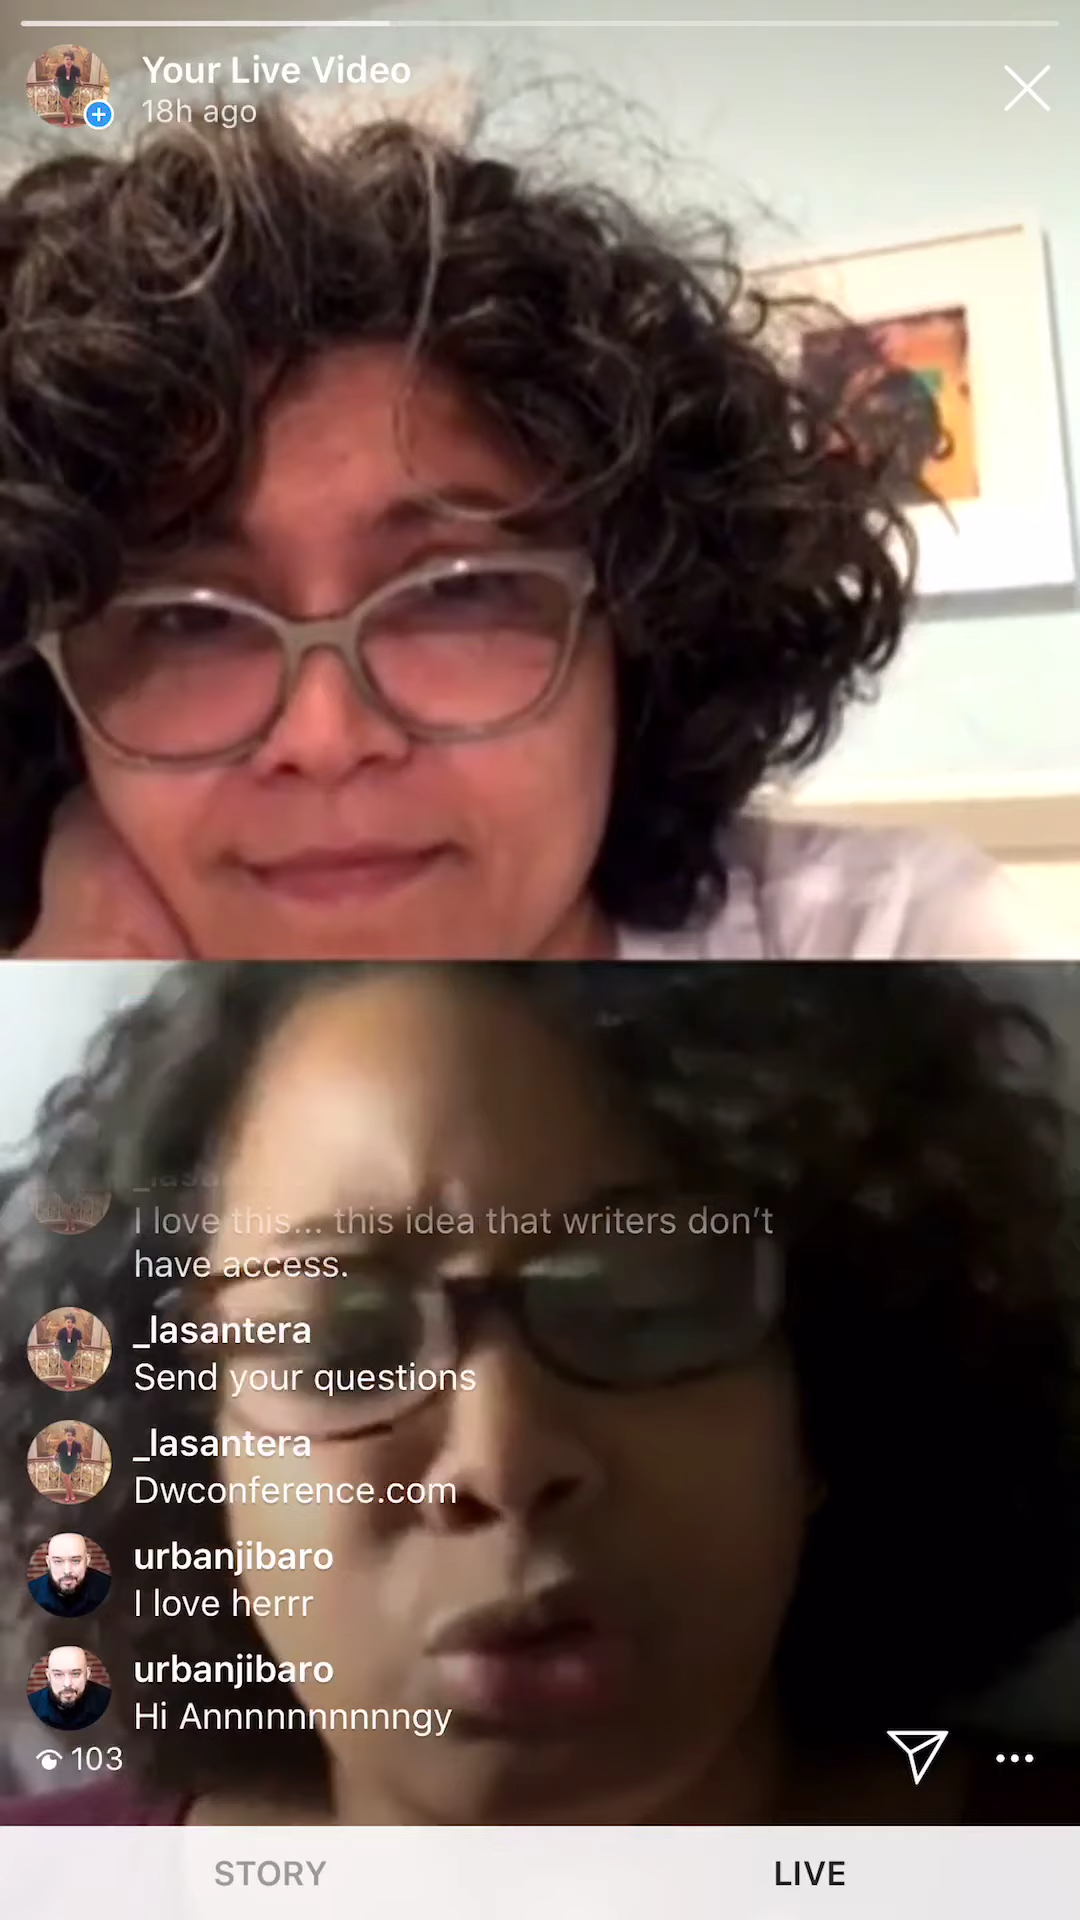 Your Live Video
18h ago
I love this... this idea that writers don't
have access.
_lasantera
Send your questions
_lasantera
Dwconference.com
urbanjibaro
I love herrr
urbanjibaro
Hi Annnnnnnnnngy
103
STORY
LIVE